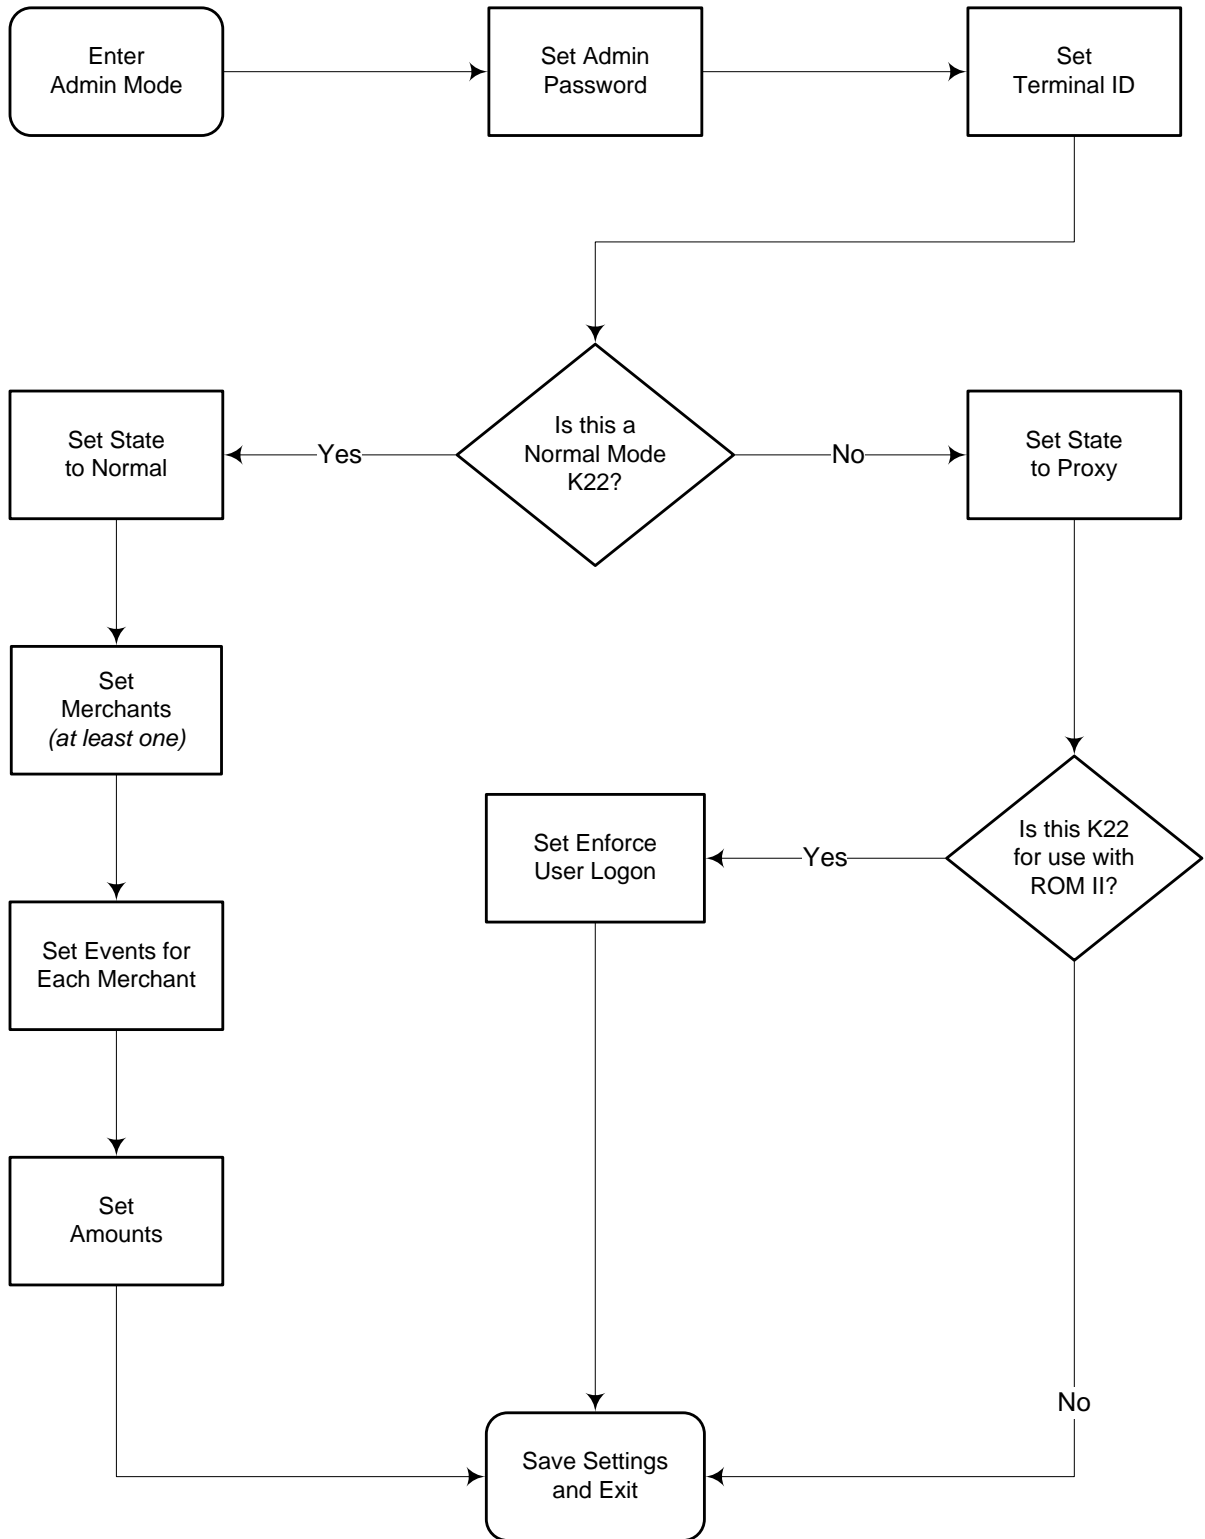 Enter
Admin Mode
Set Admin
Password
Set
Terminal ID
Is this a
Normal Mode
K22?
Yes
No
Set State
to Normal
Set State
to Proxy
Set
Merchants
(at least one)
Is this K22
for use with
ROM II?
Yes
No
Set Enforce
User Logon
Set Events for
Each Merchant
Set
Amounts
Save Settings
and Exit